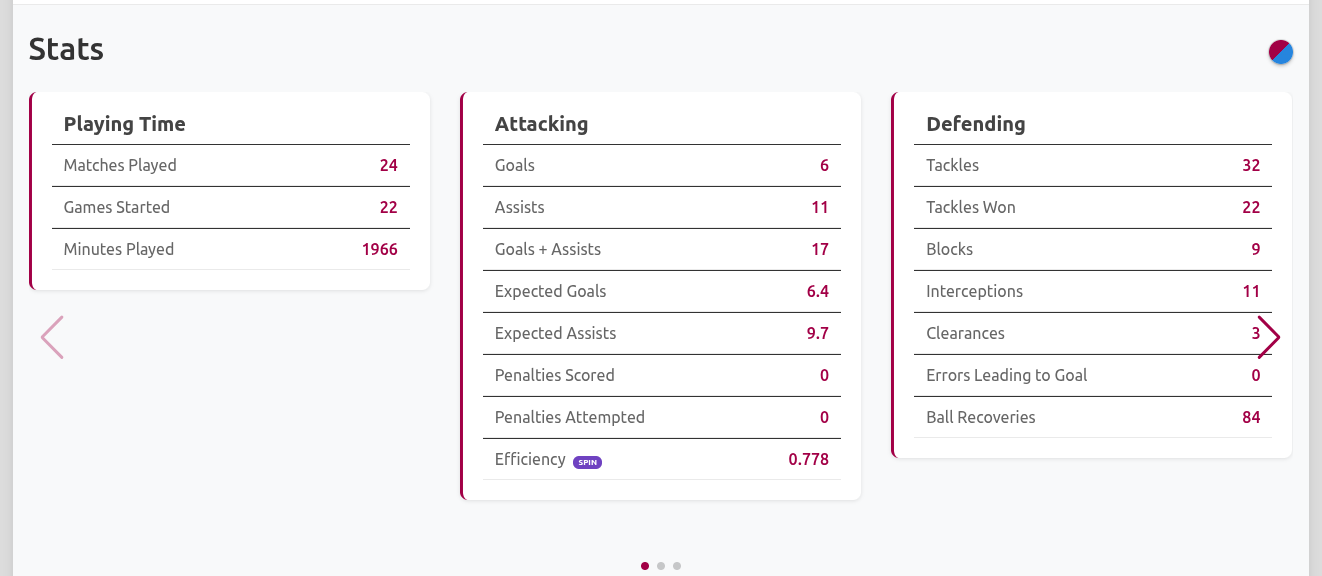 Stats
Playing Time
Matches Played 24
Games Started 22
Minutes Played 1966
Attacking
Goals 6
Assists 11
Goals + Assists 17
Expected Goals 6.4
Expected Assists 9.7
Penalties Scored 0
Penalties Attempted 0
Efficiency SPIN 0.778
Defending
Tackles 32
Tackles Won 22
Blocks 9
Interceptions 11
Clearances 3
Errors Leading to Goal 0
Ball Recoveries 84